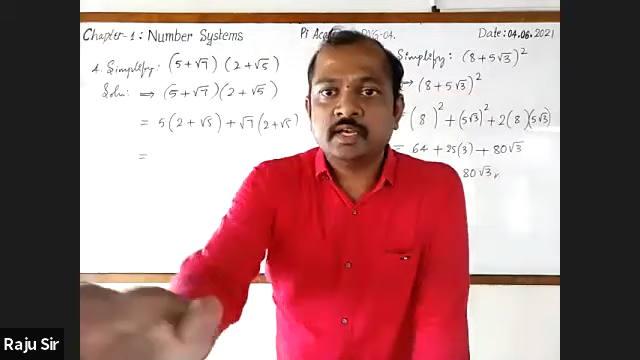 Chapter-1: Number Systems
Pi Date: 04.06.2021
4. Simplify: (5+√7) (2+√5)
Soln: ⟹ (5+√7)(2+√5)
= 5(2+√5)+√7(2+√5)
=
Simplify: (8+5√3)²
(8+5√3)²
(8)² + (5√3)² + 2(8)(5√3)
= 64 + 25(3) + 80√3
80√3
Raju Sir